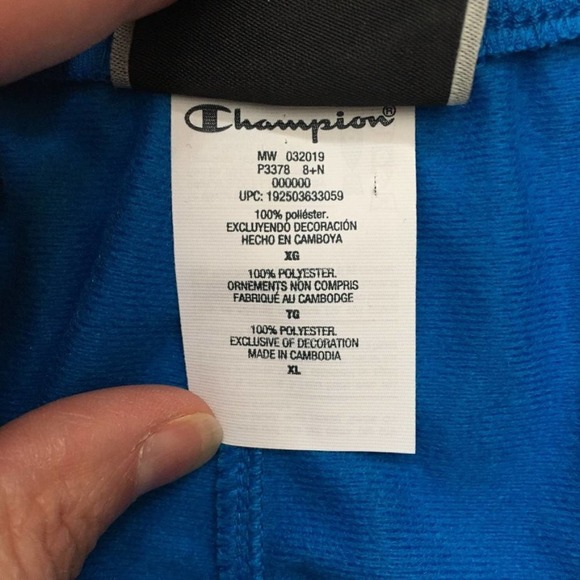 Champion®
MW 032019
P3378 8+N
000000
UPC: 192503633059
100% poliéster.
EXCLUYENDO DECORACIÓN
HECHO EN CAMBOYA
XG
100% POLYESTER.
ORNEMENTS NON COMPRIS
FABRIQUÉ AU CAMBODGE
TG
100% POLYESTER.
EXCLUSIVE OF DECORATION
MADE IN CAMBODIA
XL